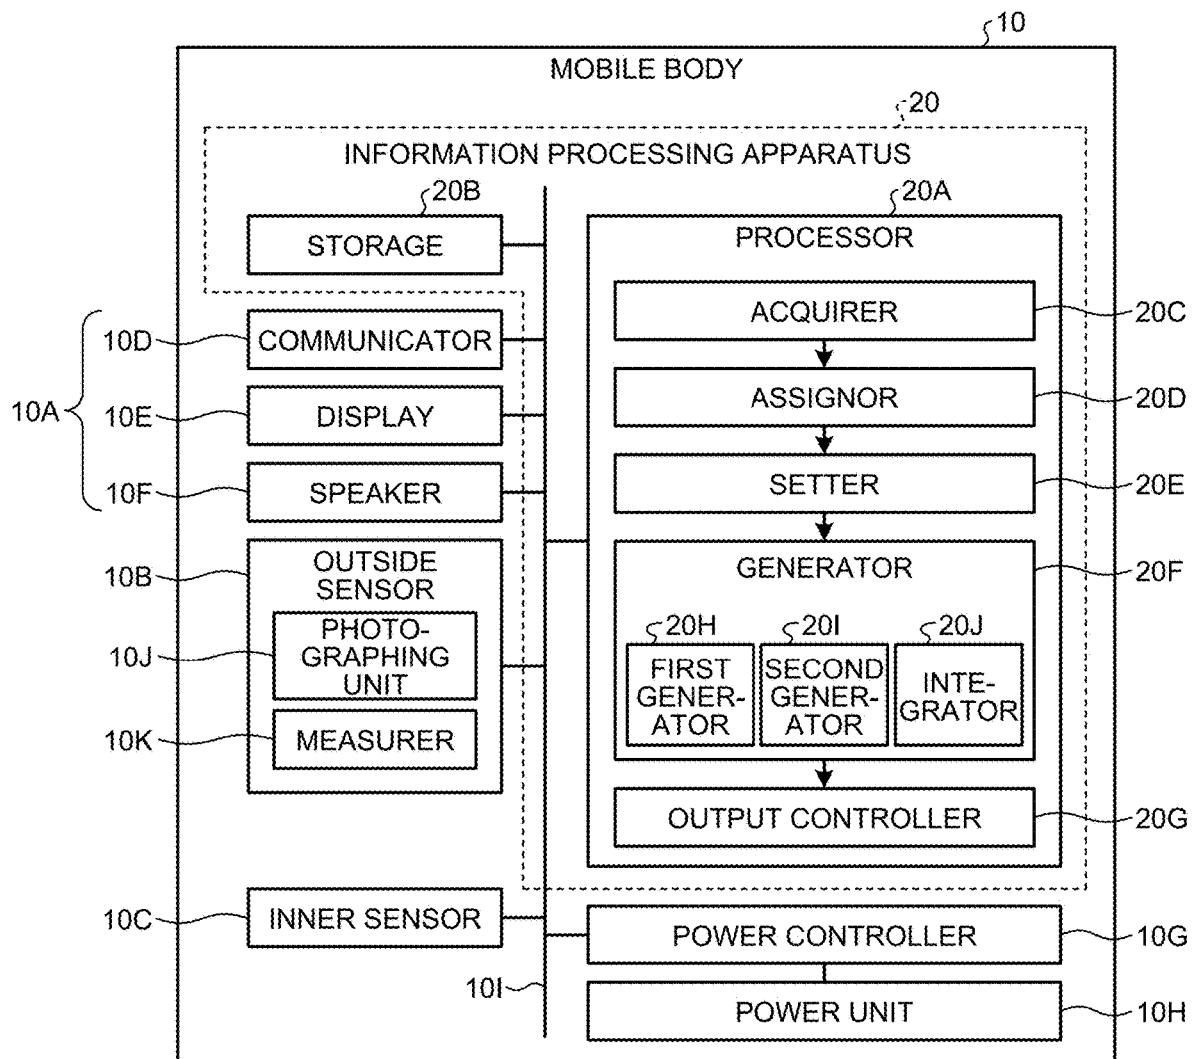 10
MOBILE BODY
20
INFORMATION PROCESSING APPARATUS
20B
STORAGE
20A
PROCESSOR
10A
10D
COMMUNICATOR
10E
DISPLAY
10F
SPEAKER
10B
OUTSIDE
SENSOR
10J
PHOTO-
GRAPHING
UNIT
10K
MEASURER
10C
INNER SENSOR
10I
ACQUIRER
20C
ASSIGNOR
20D
SETTER
20E
GENERATOR
20F
20H
FIRST
GENER-
ATOR
20I
SECOND
GENER-
ATOR
20J
INTE-
GRATOR
OUTPUT CONTROLLER
20G
POWER CONTROLLER
10G
POWER UNIT
10H